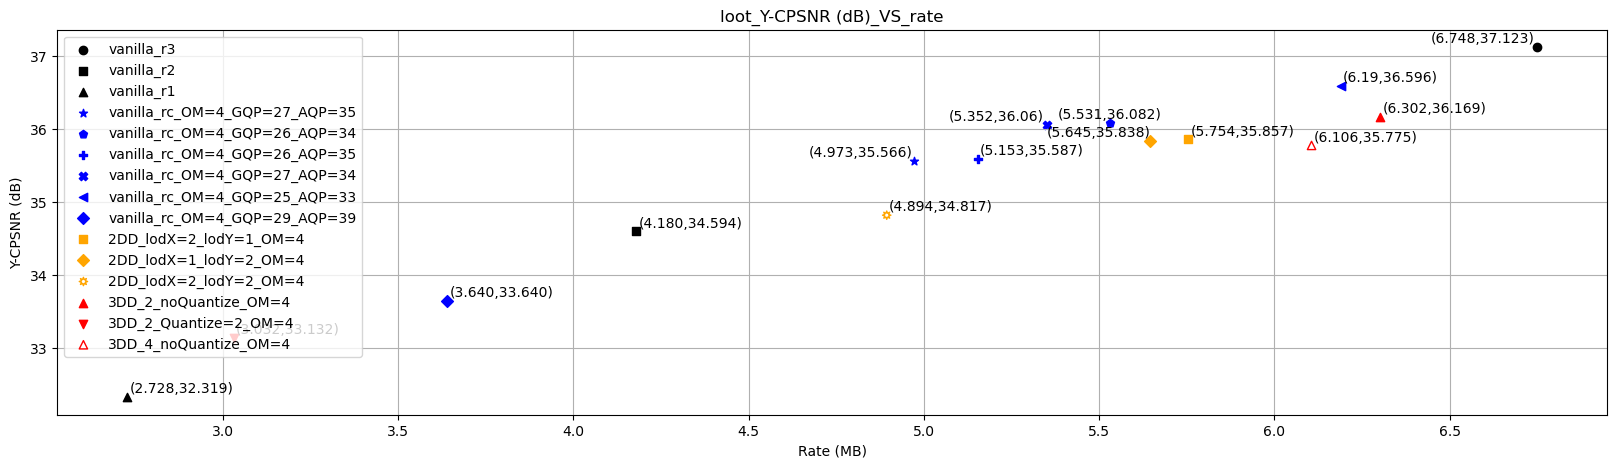 loot_Y-CPSNR (dB)_VS_rate
Y-CPSNR (dB)
37
36
35
34
33
vanilla_r3
vanilla_r2
vanilla_r1
vanilla_rc_OM=4_GQP=27_AQP=35
vanilla_rc_OM=4_GQP=26_AQP=34
vanilla_rc_OM=4_GQP=26_AQP=35
vanilla_rc_OM=4_GQP=27_AQP=34
vanilla_rc_OM=4_GQP=25_AQP=33
vanilla_rc_OM=4_GQP=29_AQP=39
2DD_lodX=2_lodY=1_OM=4
2DD_lodX=1_lodY=2_OM=4
2DD_lodX=2_lodY=2_OM=4
3DD_2_noQuantize_OM=4
3DD_2_Quantize=2_OM=4
3DD_4_noQuantize_OM=4
(6.748,37.123)
(6.19,36.596)
(6.302,36.169)
(5.352,36.06)
(5.531,36.082)
(5.645,35.838)
(5.754,35.857)
(6.106,35.775)
(4.973,35.566)
(5.153,35.587)
(4.894,34.817)
(4.180,34.594)
(3.640,33.640)
(3.032,33.132)
(2.728,32.319)
3.0
3.5
4.0
4.5
5.0
5.5
6.0
6.5
Rate (MB)